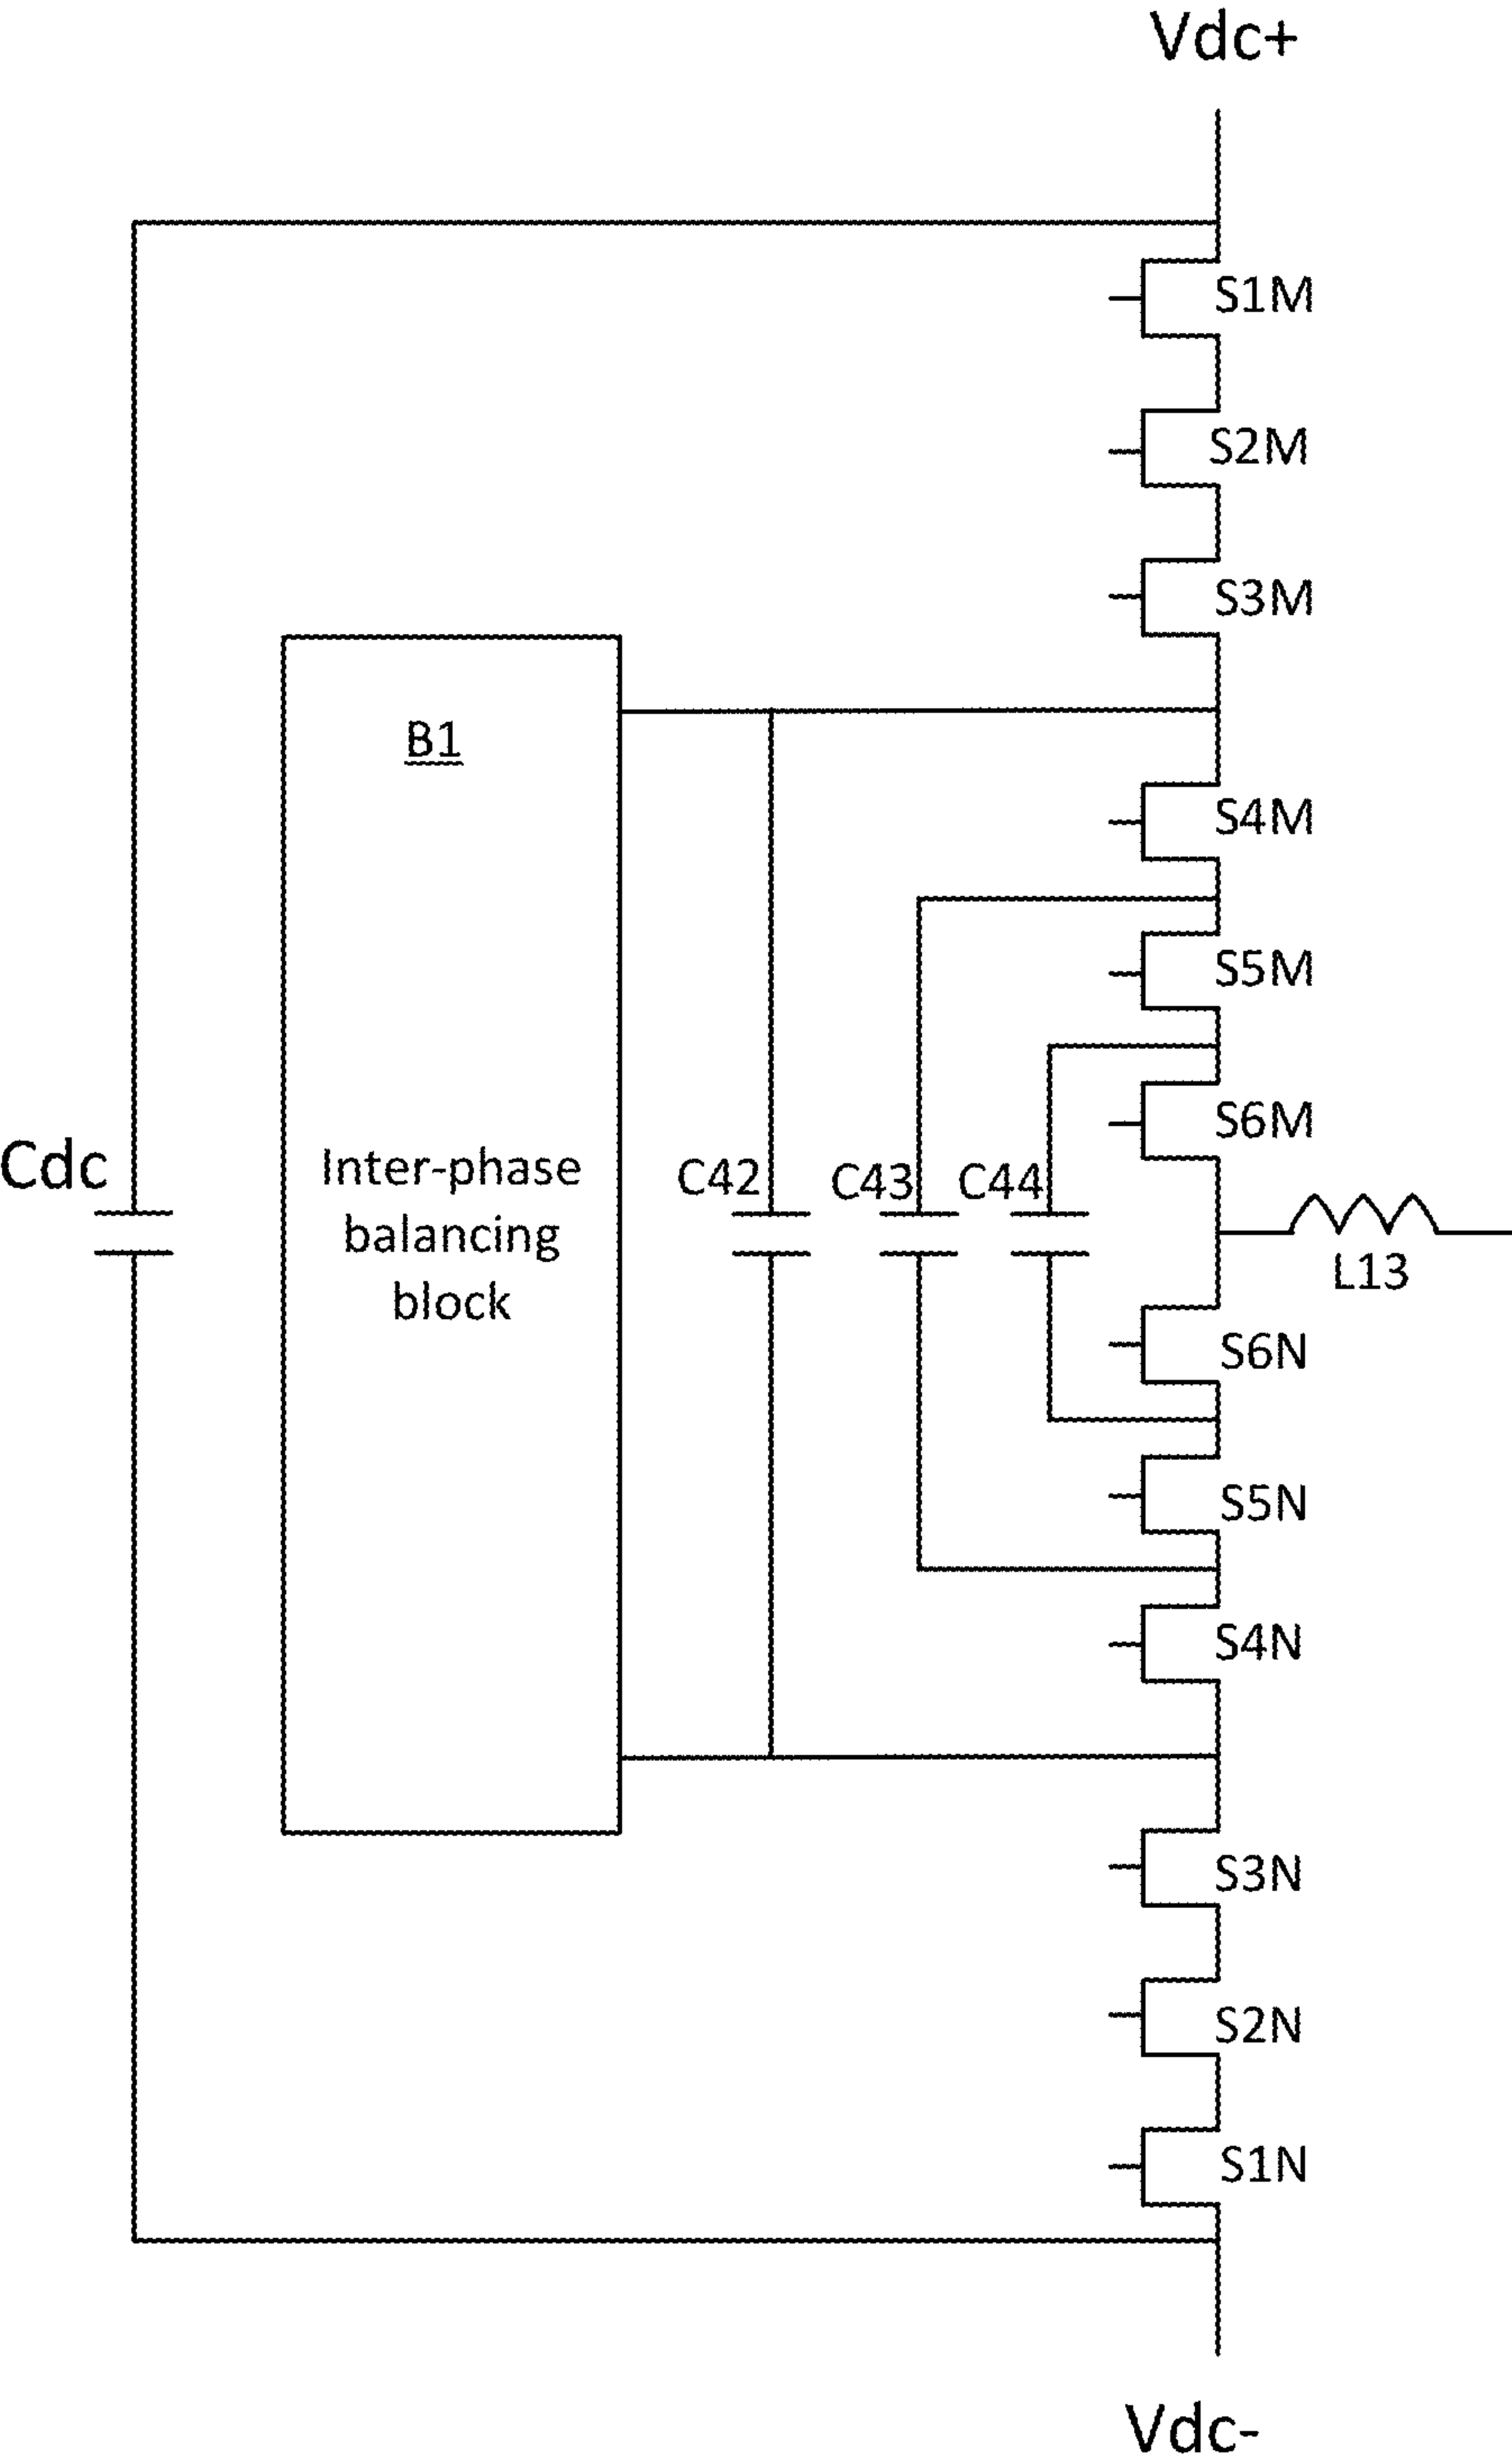 Vdc+
S1M
S2M
S3M
B1
S4M
S5M
S6M
Cdc
Inter-phase
balancing
block
C42
C43
C44
L13
S6N
S5N
S4N
S3N
S2N
S1N
Vdc-